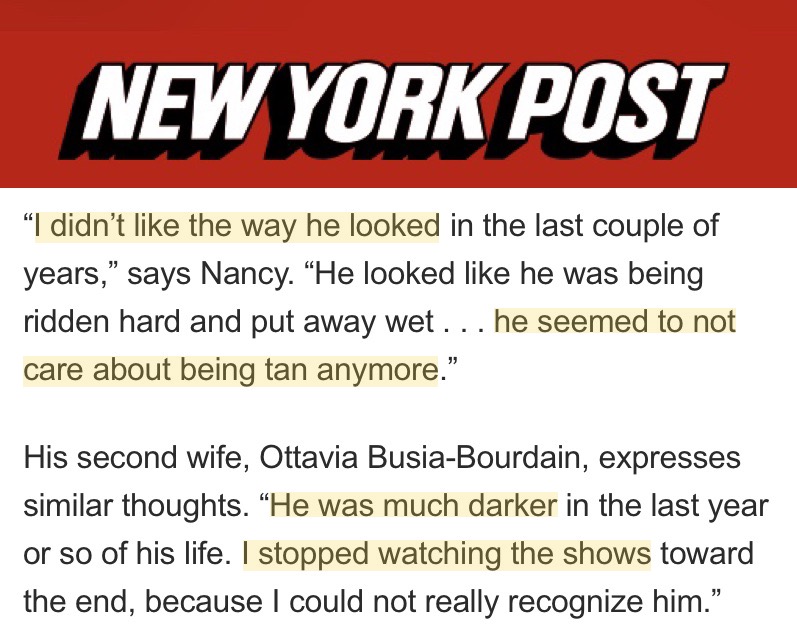 NEW YORK POST
“I didn’t like the way he looked in the last couple of
years,” says Nancy. “He looked like he was being
ridden hard and put away wet . . . he seemed to not
care about being tan anymore.”
His second wife, Ottavia Busia-Bourdain, expresses
similar thoughts. “He was much darker in the last year
or so of his life. I stopped watching the shows toward
the end, because I could not really recognize him.”